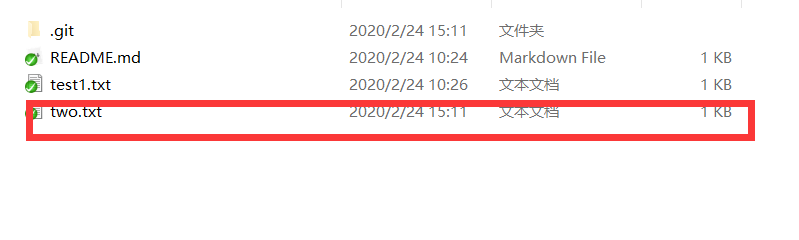 .git 2020/2/24 15:11 文件夹
README.md 2020/2/24 10:24 Markdown File 1 KB
test1.txt 2020/2/24 10:26 文本文档 1 KB
two.txt 2020/2/24 15:11 文本文档 1 KB